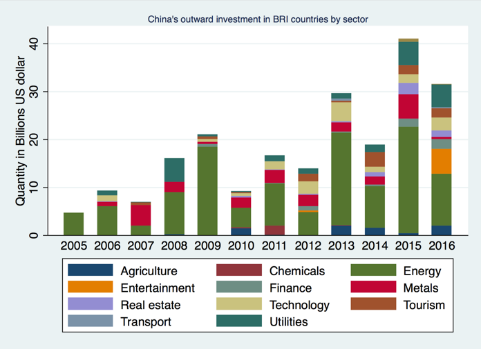 China's outward investment in BRI countries by sector
Quantity in Billions US dollar
40
30
20
10
0
2005 2006 2007 2008 2009 2010 2011 2012 2013 2014 2015 2016
Agriculture Chemicals Energy
Entertainment Finance Metals
Real estate Technology Tourism
Transport Utilities